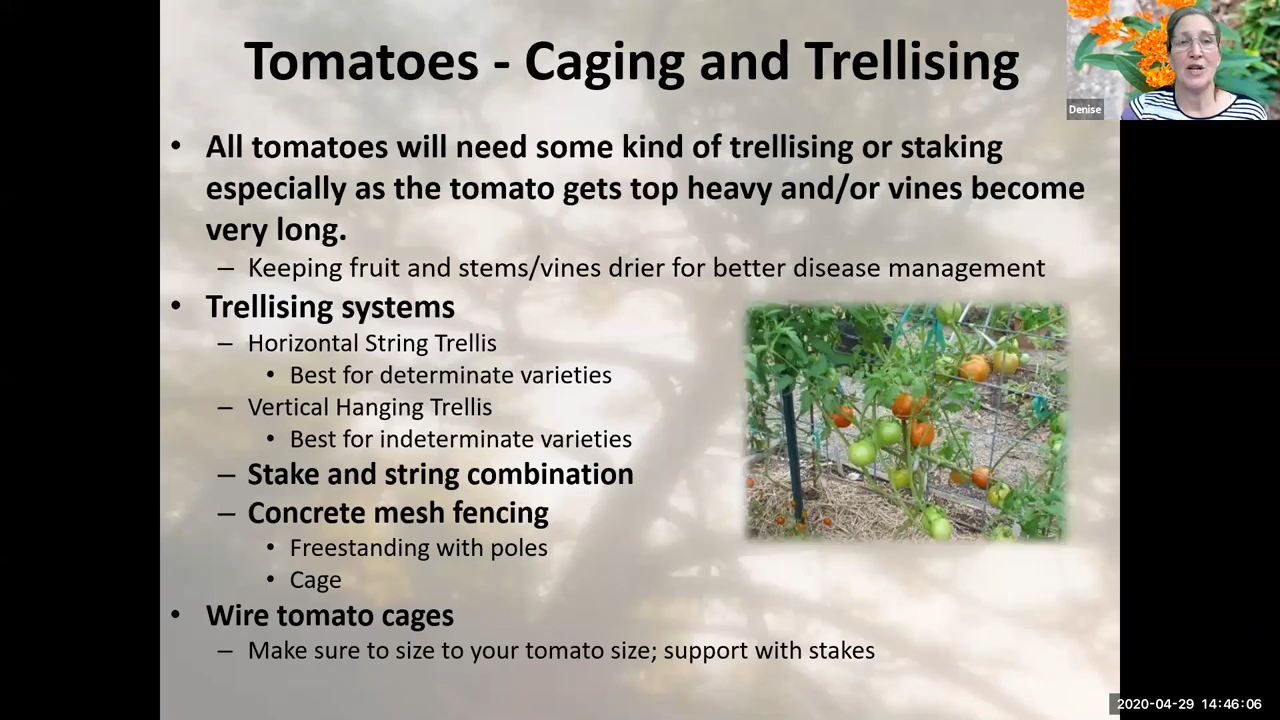 Tomatoes - Caging and Trellising
Denise
• All tomatoes will need some kind of trellising or staking
especially as the tomato gets top heavy and/or vines become
very long.
– Keeping fruit and stems/vines drier for better disease management
• Trellising systems
– Horizontal String Trellis
• Best for determinate varieties
– Vertical Hanging Trellis
• Best for indeterminate varieties
– Stake and string combination
– Concrete mesh fencing
• Freestanding with poles
• Cage
• Wire tomato cages
– Make sure to size to your tomato size; support with stakes
2020-04-29 14:46:06